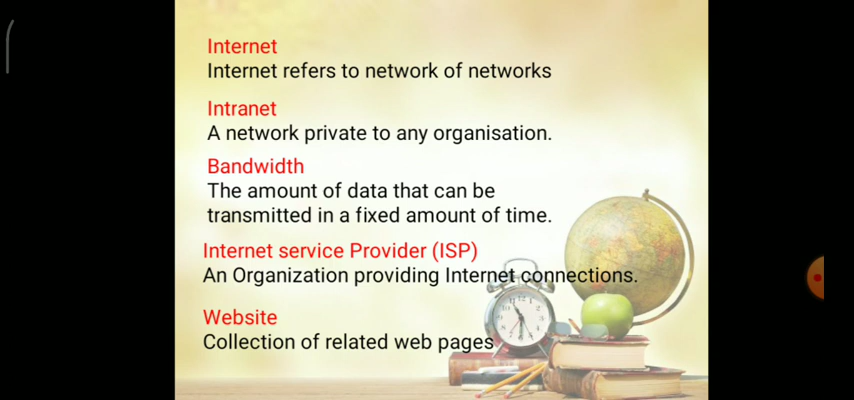 Internet
Internet refers to network of networks
Intranet
A network private to any organisation.
Bandwidth
The amount of data that can be
transmitted in a fixed amount of time.
Internet service Provider (ISP)
An Organization providing Internet connections.
Website
Collection of related web pages